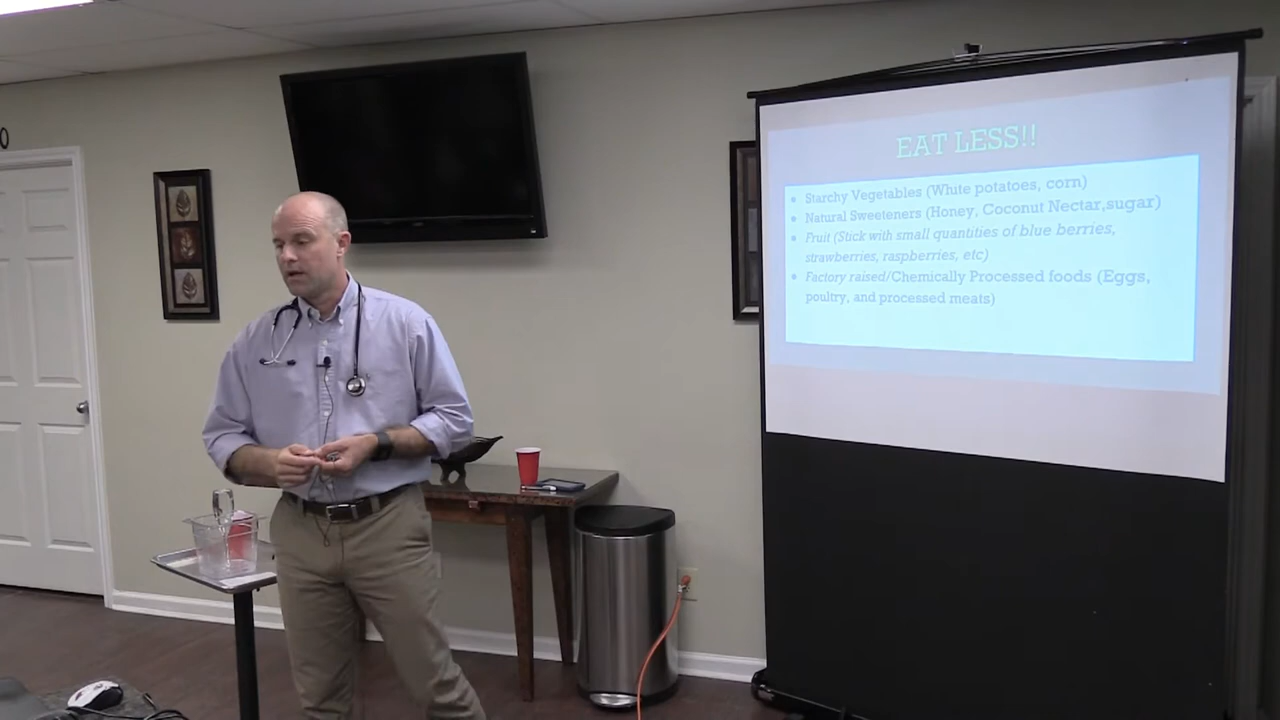 EAT LESS!!
• Starchy Vegetables (White potatoes, corn)
• Natural Sweeteners (Honey, Coconut Nectar,sugar)
• Fruit (Stick with small quantities of blue berries,
strawberries, raspberries, etc)
• Factory raised/Chemically Processed foods (Eggs,
poultry, and processed meats)